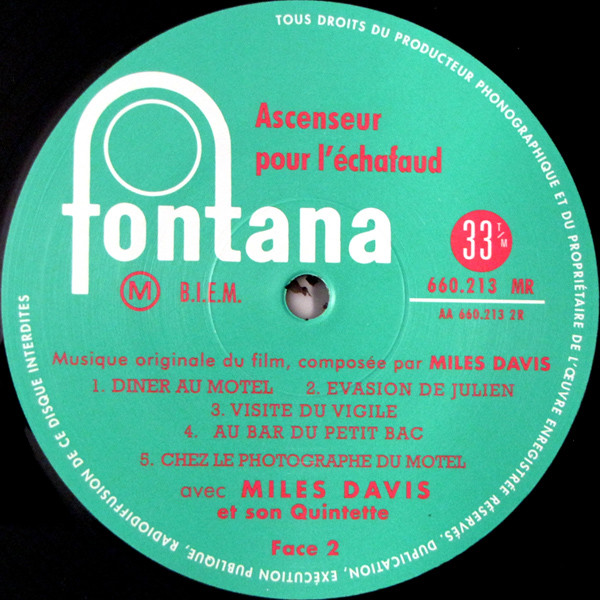 TOUS DROITS DU PRODUCTEUR PHONOGRAPHIQUE ET DU PROPRIÉTAIRE DE L'ŒUVRE ENREGISTRÉE RÉSERVÉS. DUPLICATION, EXÉCUTION PUBLIQUE, RADIODIFFUSION DE CE DISQUE INTERDITES
Ascenseur
pour l'échafaud
fontana
33 T/M
M B.I.E.M.
660.213 MR
AA 660.213 2R
Musique originale du film, composée par MILES DAVIS
1. DINER AU MOTEL 2. EVASION DE JULIEN
3. VISITE DU VIGILE
4. AU BAR DU PETIT BAC
5. CHEZ LE PHOTOGRAPHE DU MOTEL
avec MILES DAVIS
et son Quintette
Face 2